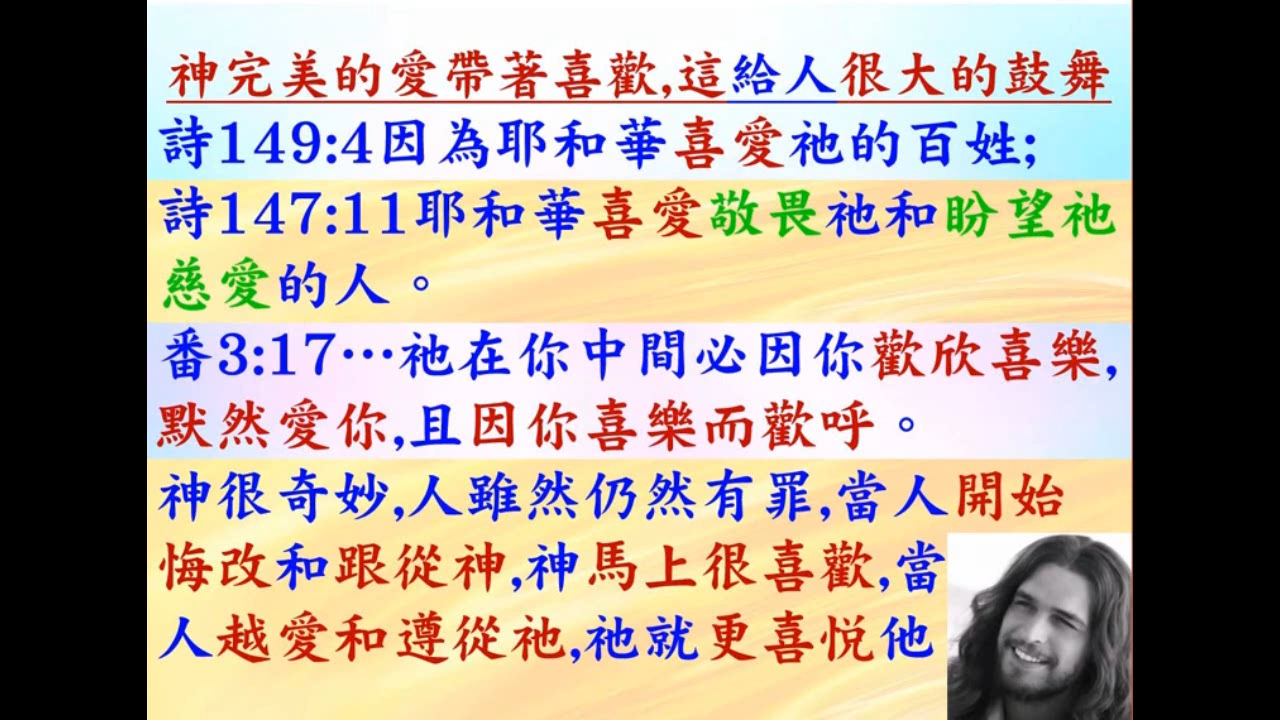 神完美的愛帶著喜歡,這給人很大的鼓舞
詩149:4因為耶和華喜愛祂的百姓;
詩147:11耶和華喜愛敬畏祂和盼望祂
慈愛的人。
番3:17…祂在你中間必因你歡欣喜樂,
默然愛你,且因你喜樂而歡呼。
神很奇妙,人雖然仍然有罪,當人開始
悔改和跟從神,神馬上很喜歡,當
人越愛和遵從祂,祂就更喜悅他